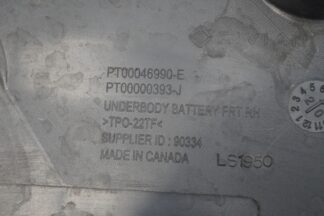 PT00046990-E
PT00000393-J
UNDERBODY BATTERY FRT RH
>TPO-22TF<
SUPPLIER ID : 90334
MADE IN CANADA
LS1950